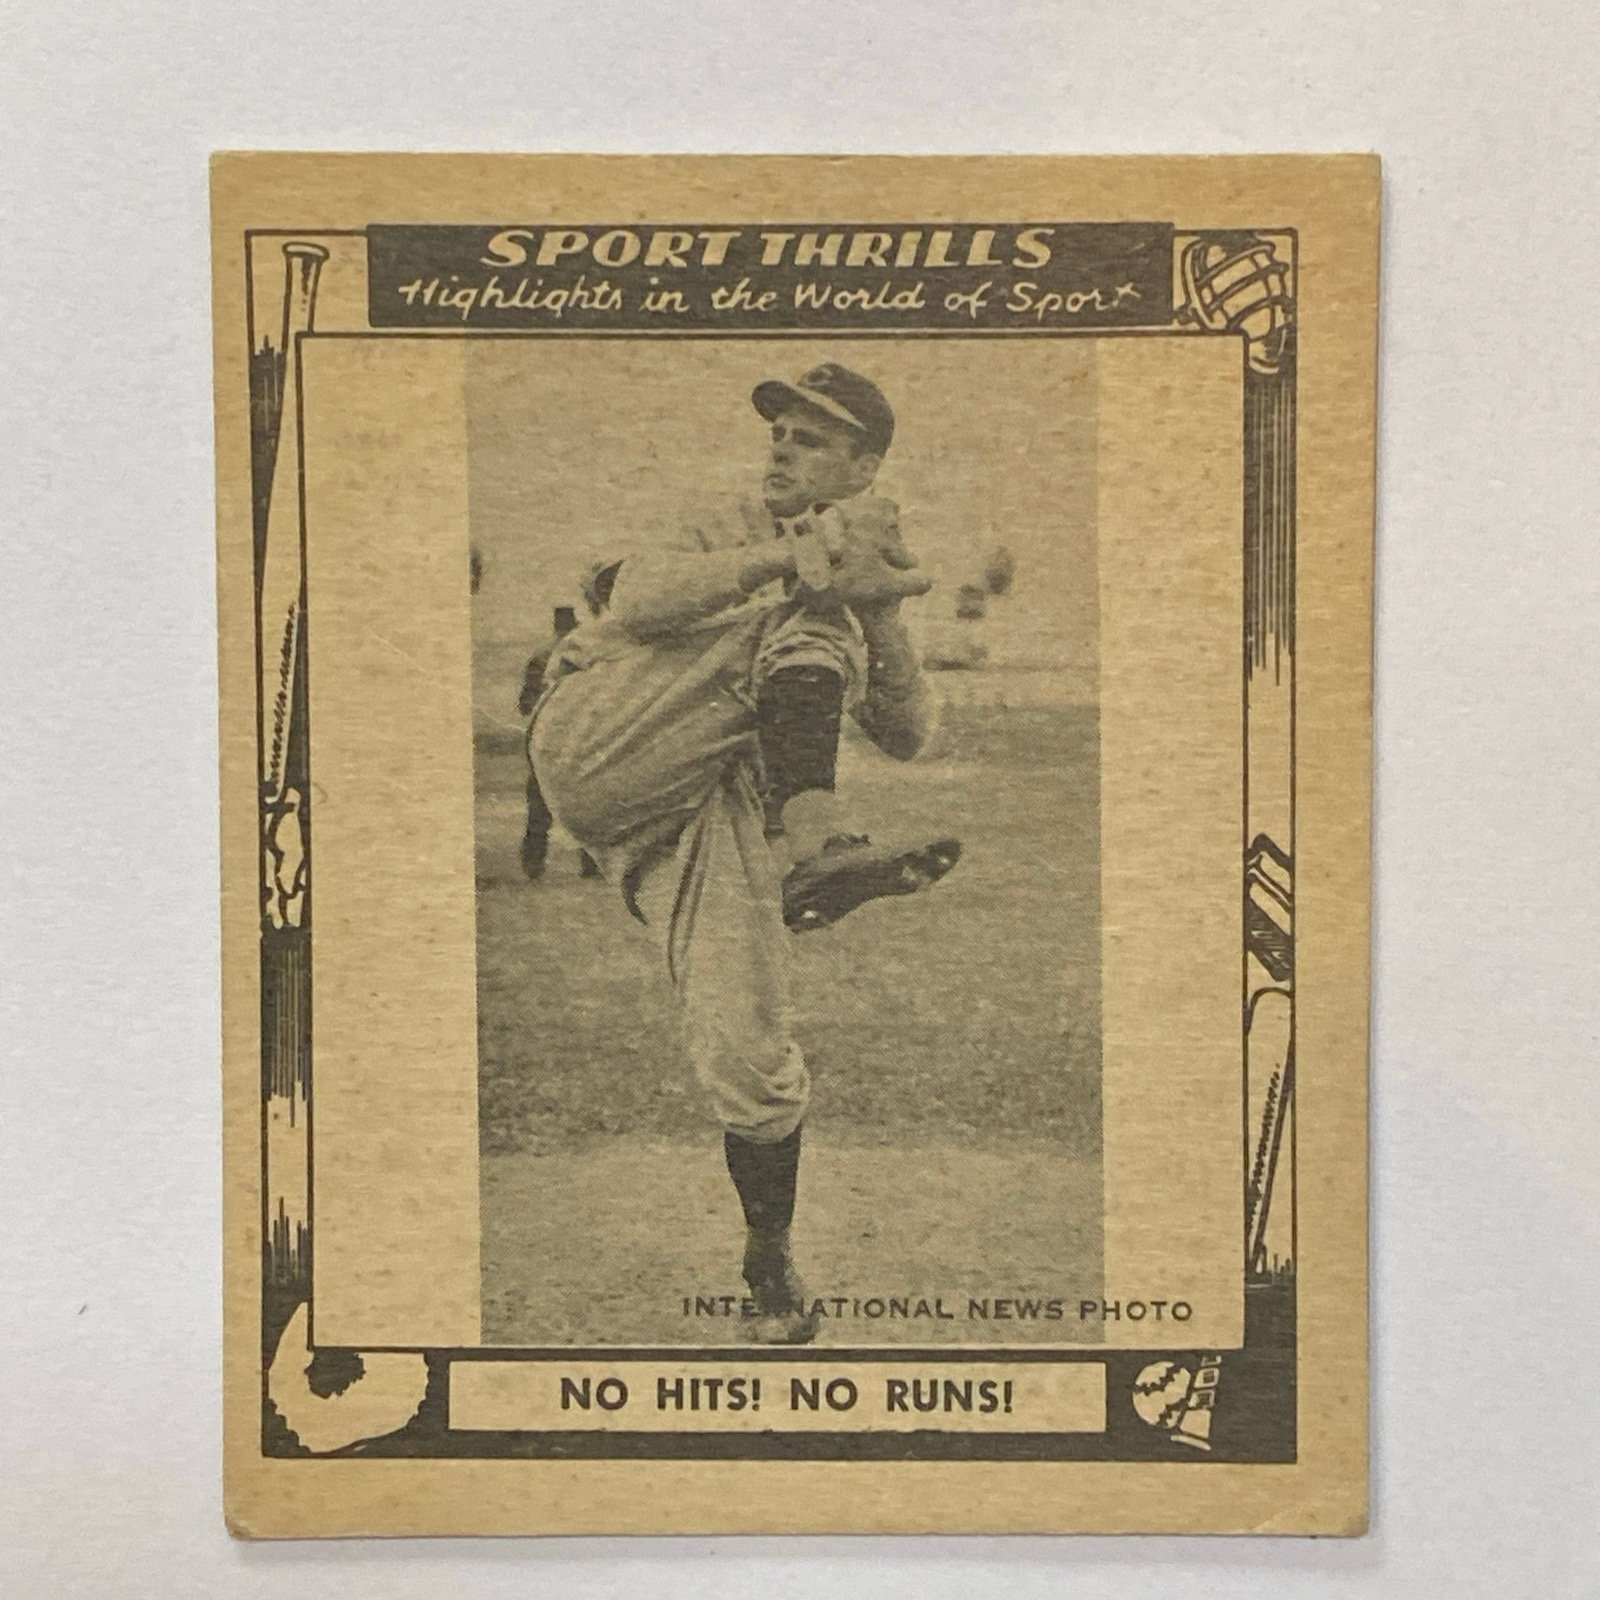 SPORT THRILLS
Highlights in the World of Sport
C
INTERNATIONAL NEWS PHOTO
NO HITS! NO RUNS!